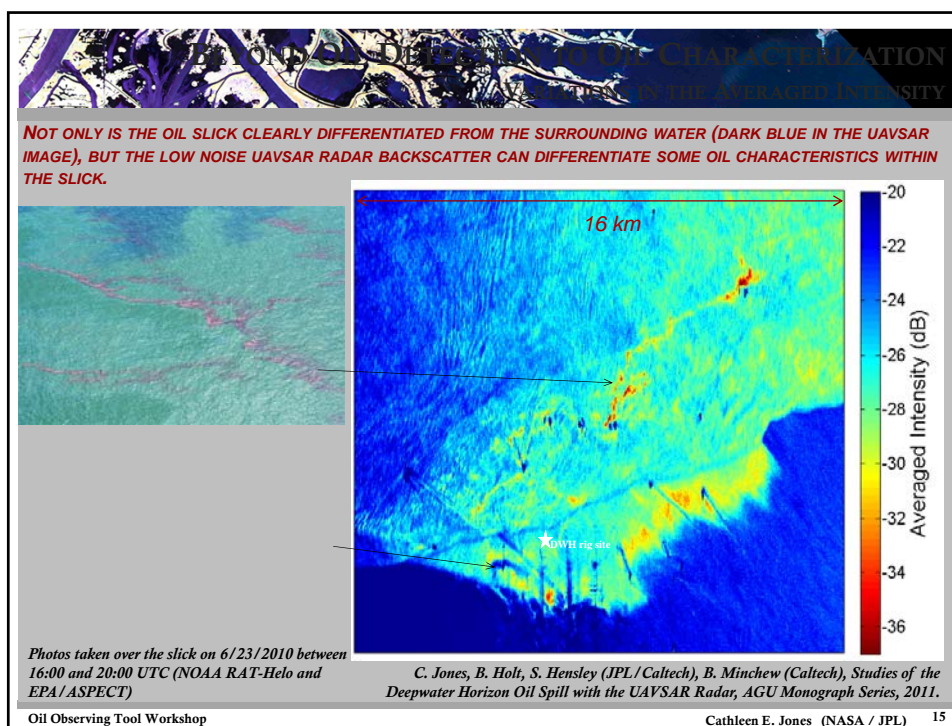 BEYOND OIL DETECTION TO OIL CHARACTERIZATION
VARIATIONS IN THE AVERAGED INTENSITY
NOT ONLY IS THE OIL SLICK CLEARLY DIFFERENTIATED FROM THE SURROUNDING WATER (DARK BLUE IN THE UAVSAR
IMAGE), BUT THE LOW NOISE UAVSAR RADAR BACKSCATTER CAN DIFFERENTIATE SOME OIL CHARACTERISTICS WITHIN
THE SLICK.
16 km
DWH rig site
-20
-22
-24
-26
-28
-30
-32
-34
-36
Averaged Intensity (dB)
Photos taken over the slick on 6/23/2010 between
16:00 and 20:00 UTC (NOAA RAT-Helo and
EPA/ASPECT)
C. Jones, B. Holt, S. Hensley (JPL/Caltech), B. Minchew (Caltech), Studies of the
Deepwater Horizon Oil Spill with the UAVSAR Radar, AGU Monograph Series, 2011.
Oil Observing Tool Workshop
Cathleen E. Jones (NASA / JPL)
15